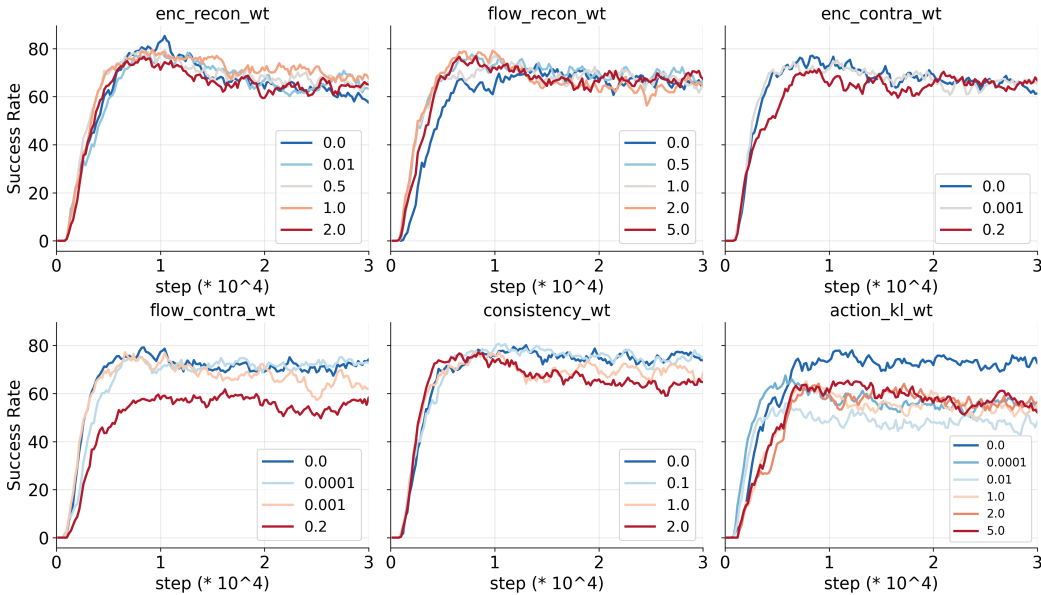 enc_recon_wt
flow_recon_wt
enc_contra_wt
Success Rate
80
60
40
20
0
0.0
0.01
0.5
1.0
2.0
0.0
0.5
1.0
2.0
5.0
0.0
0.001
0.2
0 1 2 3
0 1 2 3
0 1 2 3
step (* 10^4)
step (* 10^4)
step (* 10^4)
flow_contra_wt
consistency_wt
action_kl_wt
Success Rate
80
60
40
20
0
0.0
0.0001
0.001
0.2
0.0
0.1
1.0
2.0
0.0
0.0001
0.01
1.0
2.0
5.0
0 1 2 3
0 1 2 3
0 1 2 3
step (* 10^4)
step (* 10^4)
step (* 10^4)